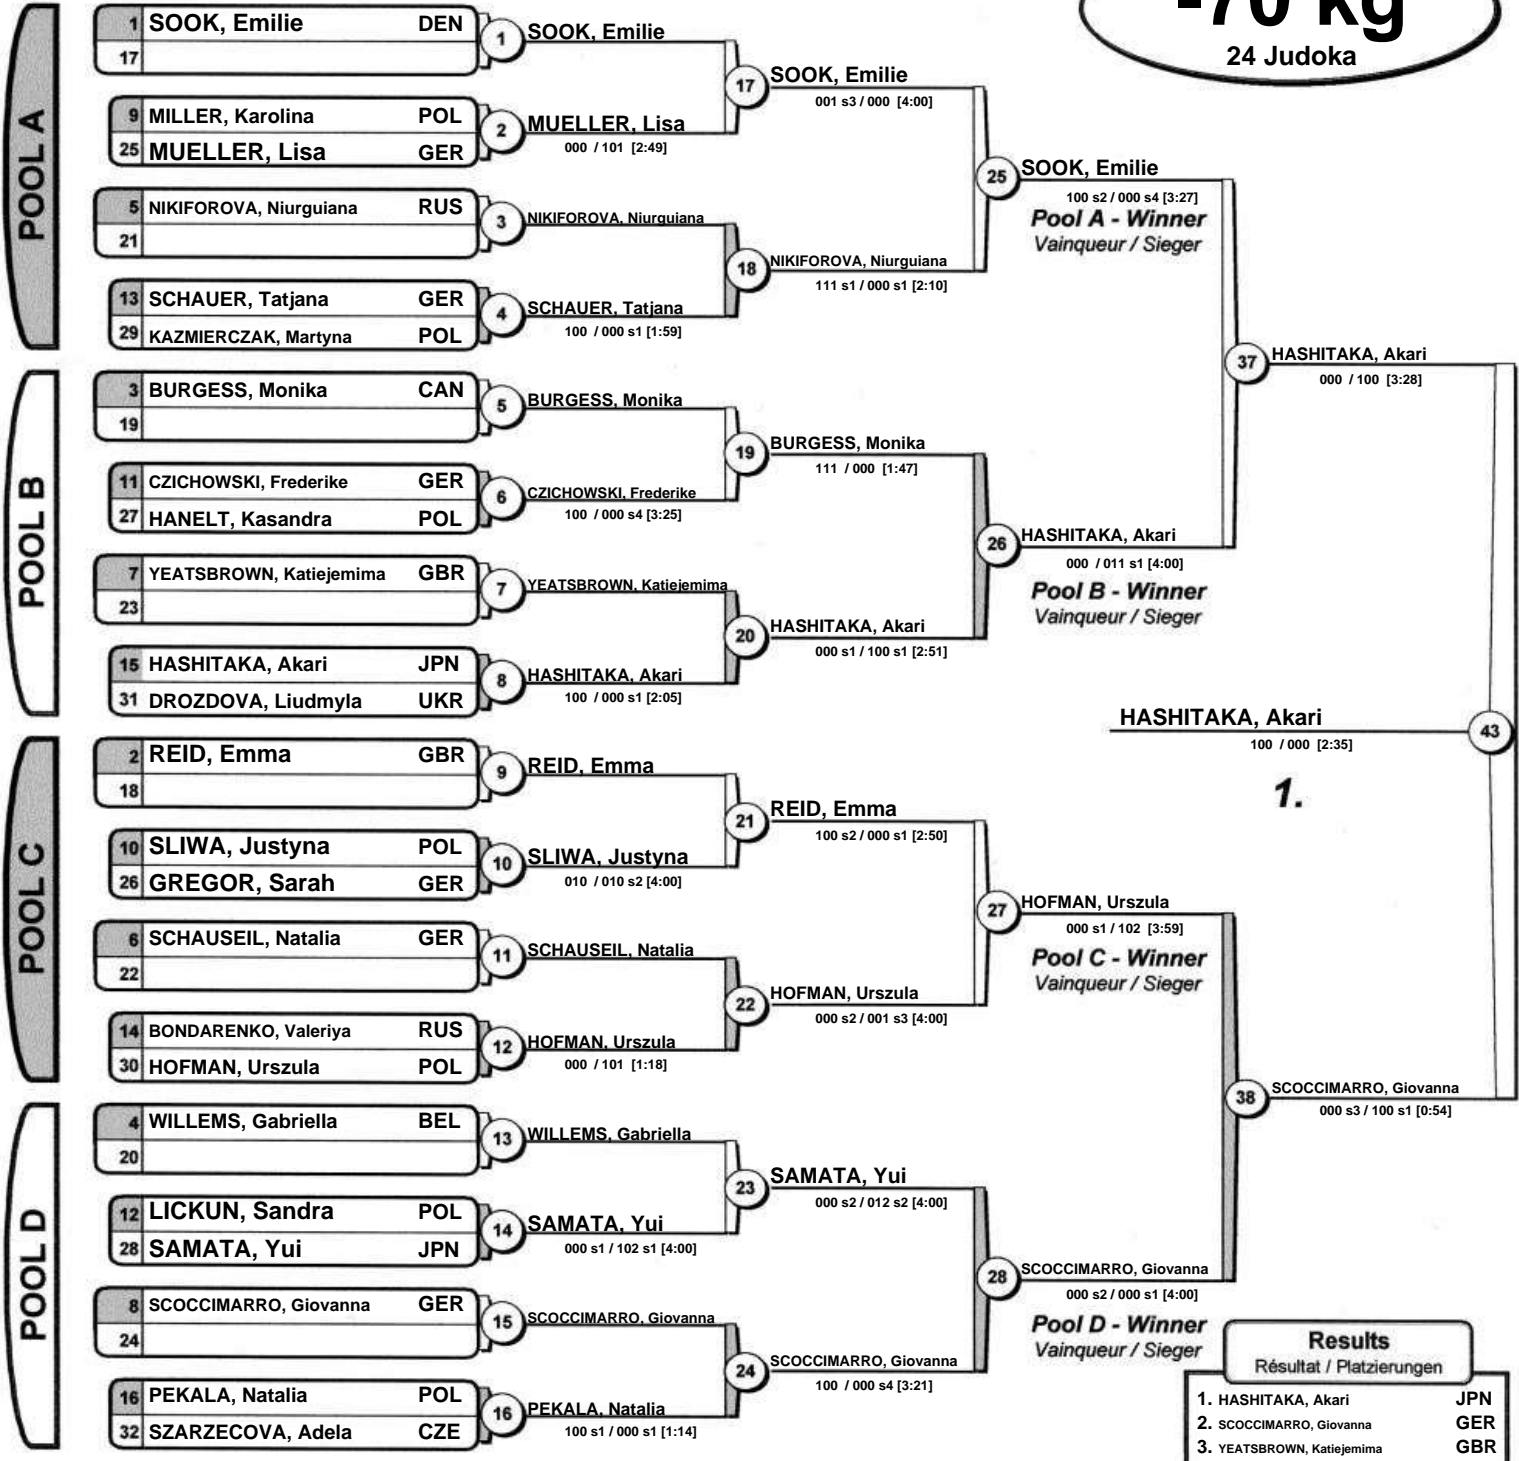 -70 kg
24 Judoka
POOL A
1 SOOK, Emilie DEN
17
9 MILLER, Karolina POL
25 MUELLER, Lisa GER
5 NIKIFOROVA, Niurguiana RUS
21
13 SCHAUER, Tatjana GER
29 KAZMIERCZAK, Martyna POL
POOL B
3 BURGESS, Monika CAN
19
11 CZICHOWSKI, Frederike GER
27 HANELT, Kasandra POL
7 YEATSBROWN, Katiejemima GBR
23
15 HASHITAKA, Akari JPN
31 DROZDOVA, Liudmyla UKR
POOL C
2 REID, Emma GBR
18
10 SLIWA, Justyna POL
26 GREGOR, Sarah GER
6 SCHAUSEIL, Natalia GER
22
14 BONDARENKO, Valeriya RUS
30 HOFMAN, Urszula POL
POOL D
4 WILLEMS, Gabriella BEL
20
12 LICKUN, Sandra POL
28 SAMATA, Yui JPN
8 SCOCCIMARRO, Giovanna GER
24
16 PEKALA, Natalia POL
32 SZARZECOVA, Adela CZE
1 SOOK, Emilie
2 MUELLER, Lisa
000 / 101 [2:49]
3 NIKIFOROVA, Niurguiana
4 SCHAUER, Tatjana
100 / 000 s1 [1:59]
5 BURGESS, Monika
6 CZICHOWSKI, Frederike
100 / 000 s4 [3:25]
7 YEATSBROWN, Katiejemima
8 HASHITAKA, Akari
100 / 000 s1 [2:05]
9 REID, Emma
10 SLIWA, Justyna
010 / 010 s2 [4:00]
11 SCHAUSEIL, Natalia
12 HOFMAN, Urszula
000 / 101 [1:18]
13 WILLEMS, Gabriella
14 SAMATA, Yui
000 s1 / 102 s1 [4:00]
15 SCOCCIMARRO, Giovanna
16 PEKALA, Natalia
100 s1 / 000 s1 [1:14]
17 SOOK, Emilie
001 s3 / 000 [4:00]
18 NIKIFOROVA, Niurguiana
111 s1 / 000 s1 [2:10]
19 BURGESS, Monika
111 / 000 [1:47]
20 HASHITAKA, Akari
000 s1 / 100 s1 [2:51]
21 REID, Emma
100 s2 / 000 s1 [2:50]
22 HOFMAN, Urszula
000 s2 / 001 s3 [4:00]
23 SAMATA, Yui
000 s2 / 012 s2 [4:00]
24 SCOCCIMARRO, Giovanna
100 / 000 s4 [3:21]
25 SOOK, Emilie
100 s2 / 000 s4 [3:27]
Pool A - Winner
Vainqueur / Sieger
26 HASHITAKA, Akari
000 / 011 s1 [4:00]
Pool B - Winner
Vainqueur / Sieger
27 HOFMAN, Urszula
000 s1 / 102 [3:59]
Pool C - Winner
Vainqueur / Sieger
28 SCOCCIMARRO, Giovanna
000 s2 / 000 s1 [4:00]
Pool D - Winner
Vainqueur / Sieger
37 HASHITAKA, Akari
000 / 100 [3:28]
38 SCOCCIMARRO, Giovanna
000 s3 / 100 s1 [0:54]
HASHITAKA, Akari 43
100 / 000 [2:35]
1.
Results
Résultat / Platzierungen
1. HASHITAKA, Akari JPN
2. SCOCCIMARRO, Giovanna GER
3. YEATSBROWN, Katiejemima GBR